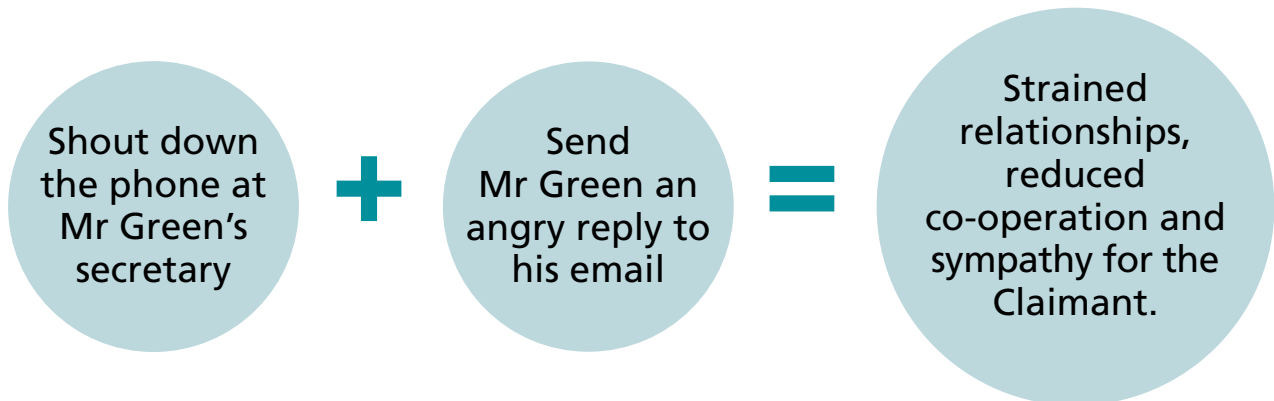 Shout down
the phone at
Mr Green’s
secretary
+
Send
Mr Green an
angry reply to
his email
=
Strained
relationships,
reduced
co-operation and
sympathy for the
Claimant.